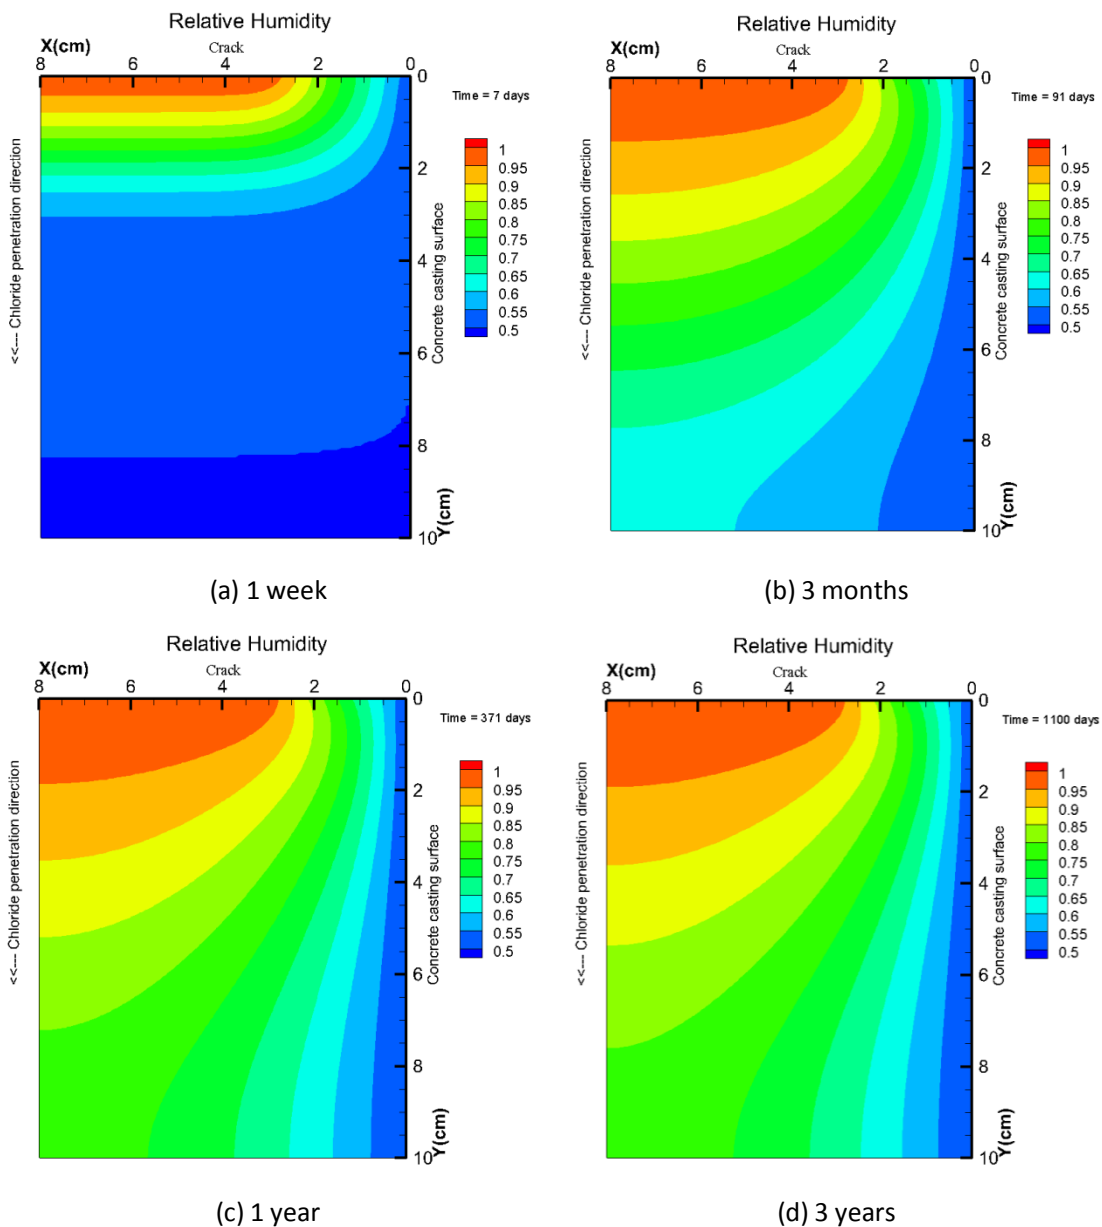 Relative Humidity
X(cm)
Crack
8 6 4 2 0
Time = 7 days
1
0.95
0.9
0.85
0.8
0.75
0.7
0.65
0.6
0.55
0.5
<<--- Chloride penetration direction
Concrete casting surface
0
2
4
6
8
10
Y(cm)
(a) 1 week
Relative Humidity
X(cm)
Crack
8 6 4 2 0
Time = 91 days
1
0.95
0.9
0.85
0.8
0.75
0.7
0.65
0.6
0.55
0.5
<<--- Chloride penetration direction
Concrete casting surface
0
2
4
6
8
10
Y(cm)
(b) 3 months
Relative Humidity
X(cm)
Crack
8 6 4 2 0
Time = 371 days
1
0.95
0.9
0.85
0.8
0.75
0.7
0.65
0.6
0.55
0.5
<<--- Chloride penetration direction
Concrete casting surface
0
2
4
6
8
10
Y(cm)
(c) 1 year
Relative Humidity
X(cm)
Crack
8 6 4 2 0
Time = 1100 days
1
0.95
0.9
0.85
0.8
0.75
0.7
0.65
0.6
0.55
0.5
<<--- Chloride penetration direction
Concrete casting surface
0
2
4
6
8
10
Y(cm)
(d) 3 years